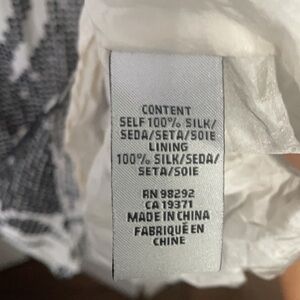 CONTENT
SELF 100% SILK/
SEDA/SETA/SOIE
LINING
100% SILK/SEDA/
SETA/SOIE
RN 98292
CA 19371
MADE IN CHINA
FABRIQUÉ EN
CHINE